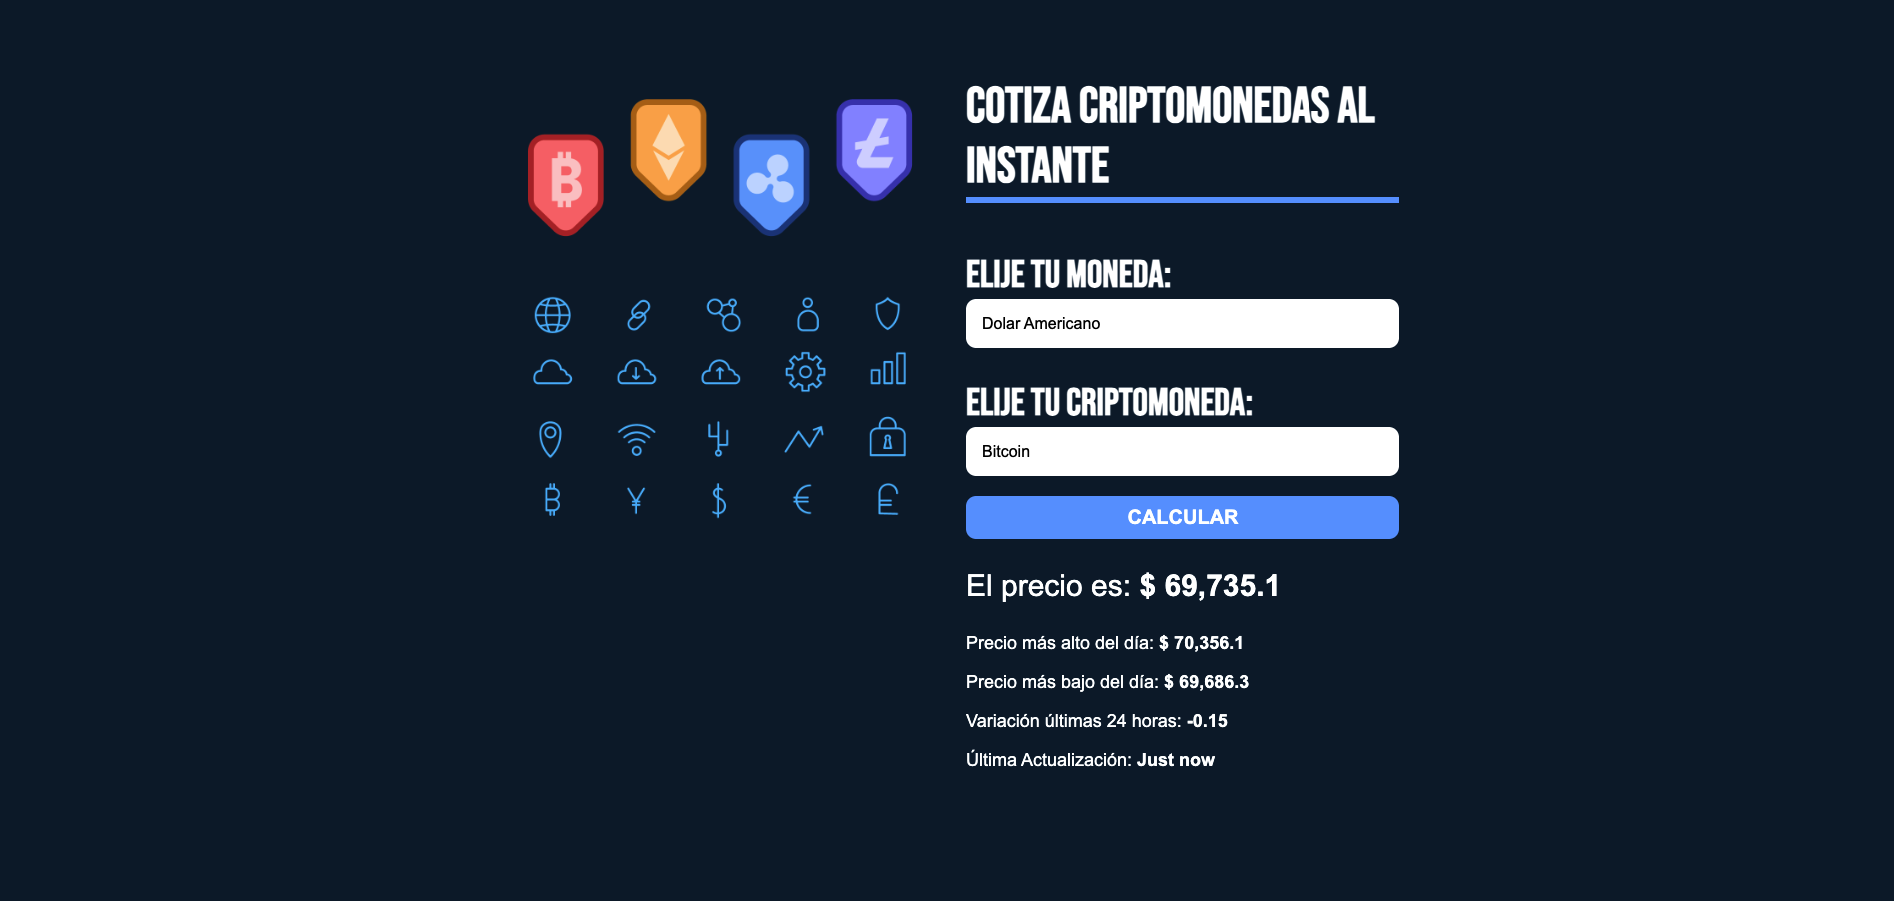 COTIZA CRIPTOMONEDAS AL
INSTANTE
ELIJE TU MONEDA:
Dolar Americano
ELIJE TU CRIPTOMONEDA:
Bitcoin
CALCULAR
El precio es: $ 69,735.1
Precio más alto del día: $ 70,356.1
Precio más bajo del día: $ 69,686.3
Variación últimas 24 horas: -0.15
Última Actualización: Just now